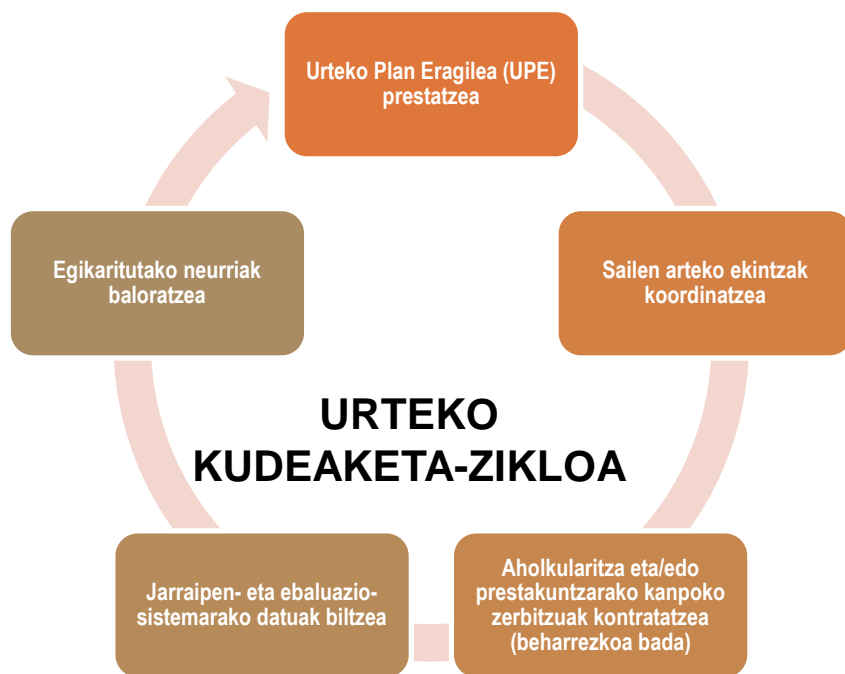 Urteko Plan Eragilea (UPE)
prestatzea
Sailen arteko ekintzak
koordinatzea
Aholkularitza eta/edo
prestakuntzarako kanpoko
zerbitzuak kontratatzea
(beharrezkoa bada)
Jarraipen- eta ebaluazio-
sistemarako datuak biltzea
Egikaritutako neurriak
baloratzea
URTEKO
KUDEAKETA-ZIKLOA